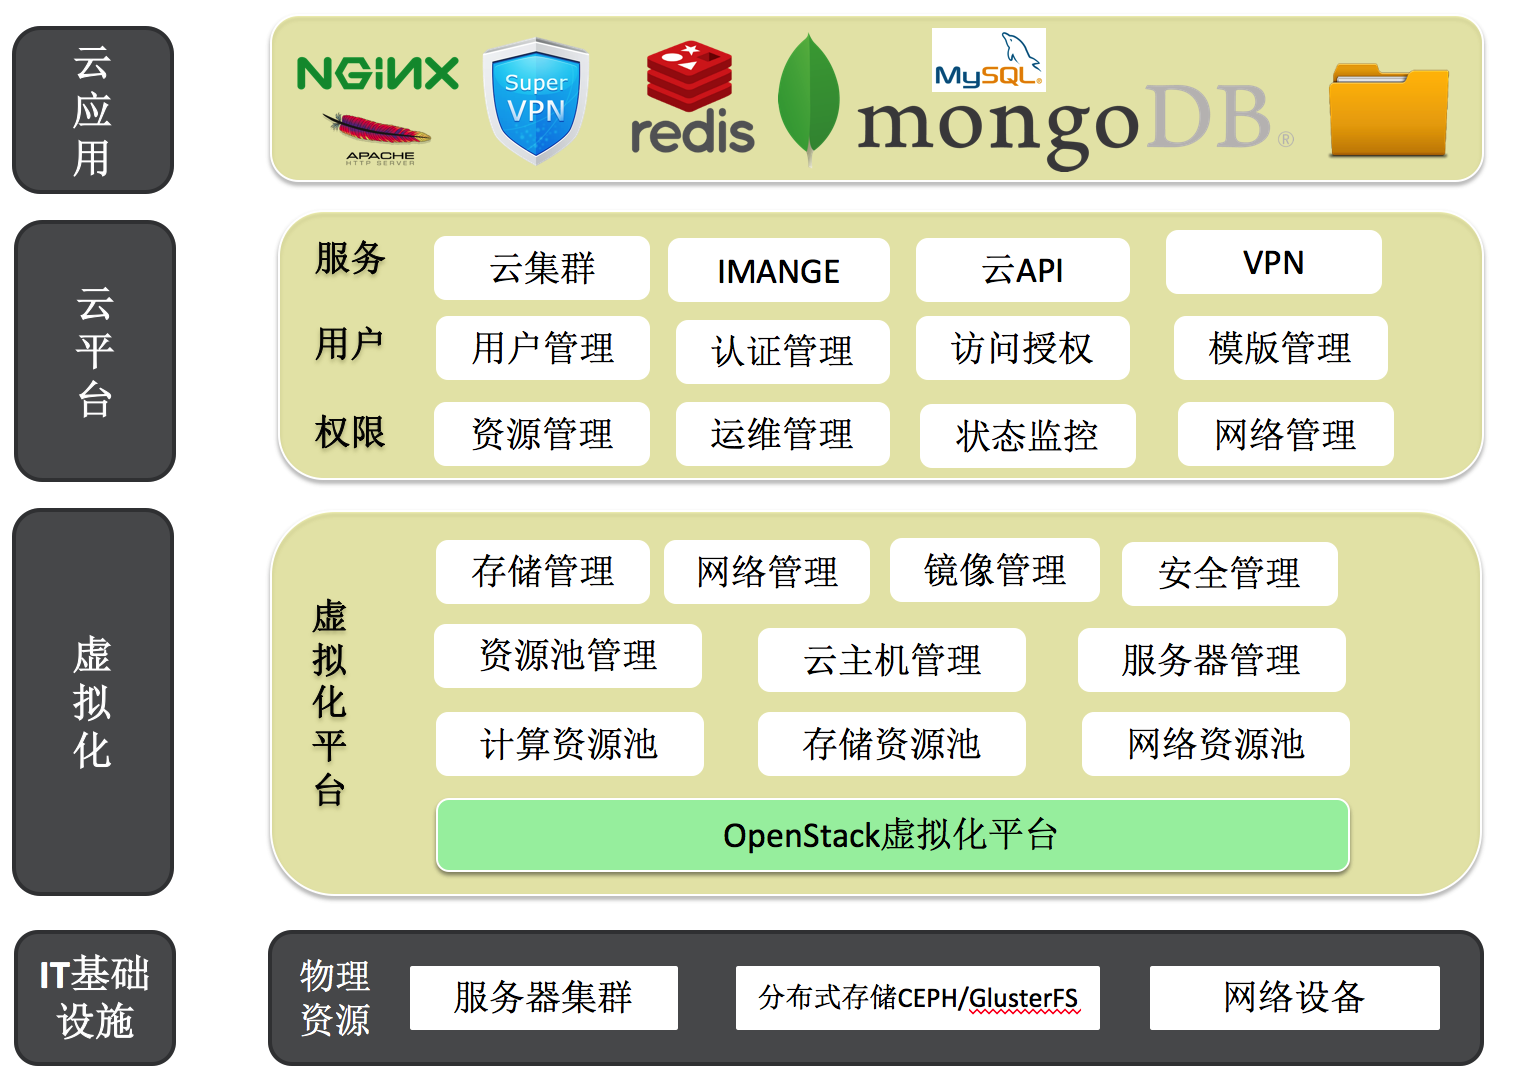 云
应
用
NGiNX
APACHE
HTTP SERVER
Super
VPN
redis
MySQL®
mongoDB®
云
平
台
服务
云集群
IMANGE
云API
VPN
用户
用户管理
认证管理
访问授权
模版管理
权限
资源管理
运维管理
状态监控
网络管理
虚
拟
化
虚
拟
化
平
台
存储管理
网络管理
镜像管理
安全管理
资源池管理
云主机管理
服务器管理
计算资源池
存储资源池
网络资源池
OpenStack虚拟化平台
IT基础
设施
物理
资源
服务器集群
分布式存储CEPH/GlusterFS
网络设备